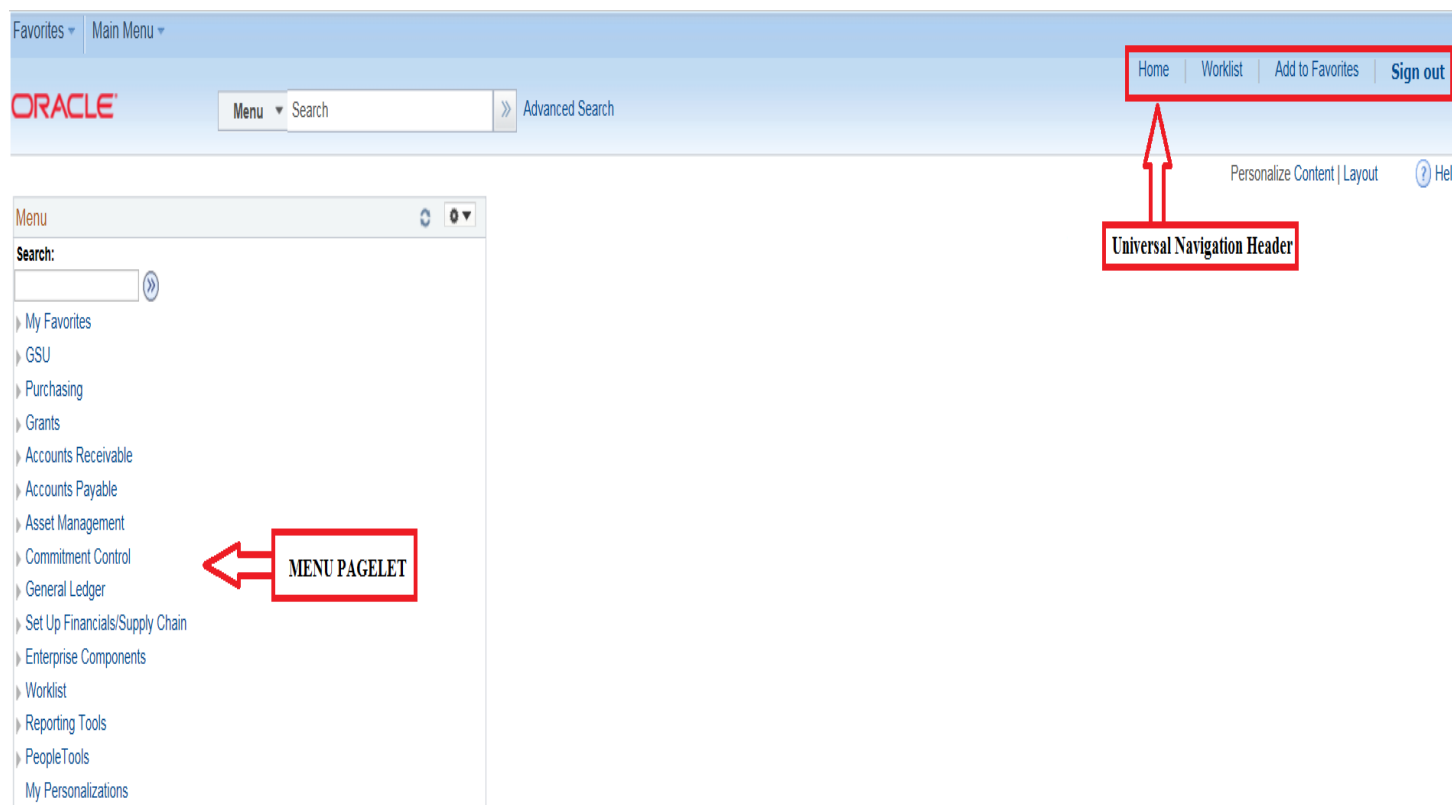 Favorites Main Menu
Home Worklist Add to Favorites Sign out
ORACLE Menu Search Advanced Search
Personalize Content | Layout ? Hel
Universal Navigation Header
Menu
Search:
My Favorites
GSU
Purchasing
Grants
Accounts Receivable
Accounts Payable
Asset Management
Commitment Control
MENU PAGELET
General Ledger
Set Up Financials/Supply Chain
Enterprise Components
Worklist
Reporting Tools
PeopleTools
My Personalizations